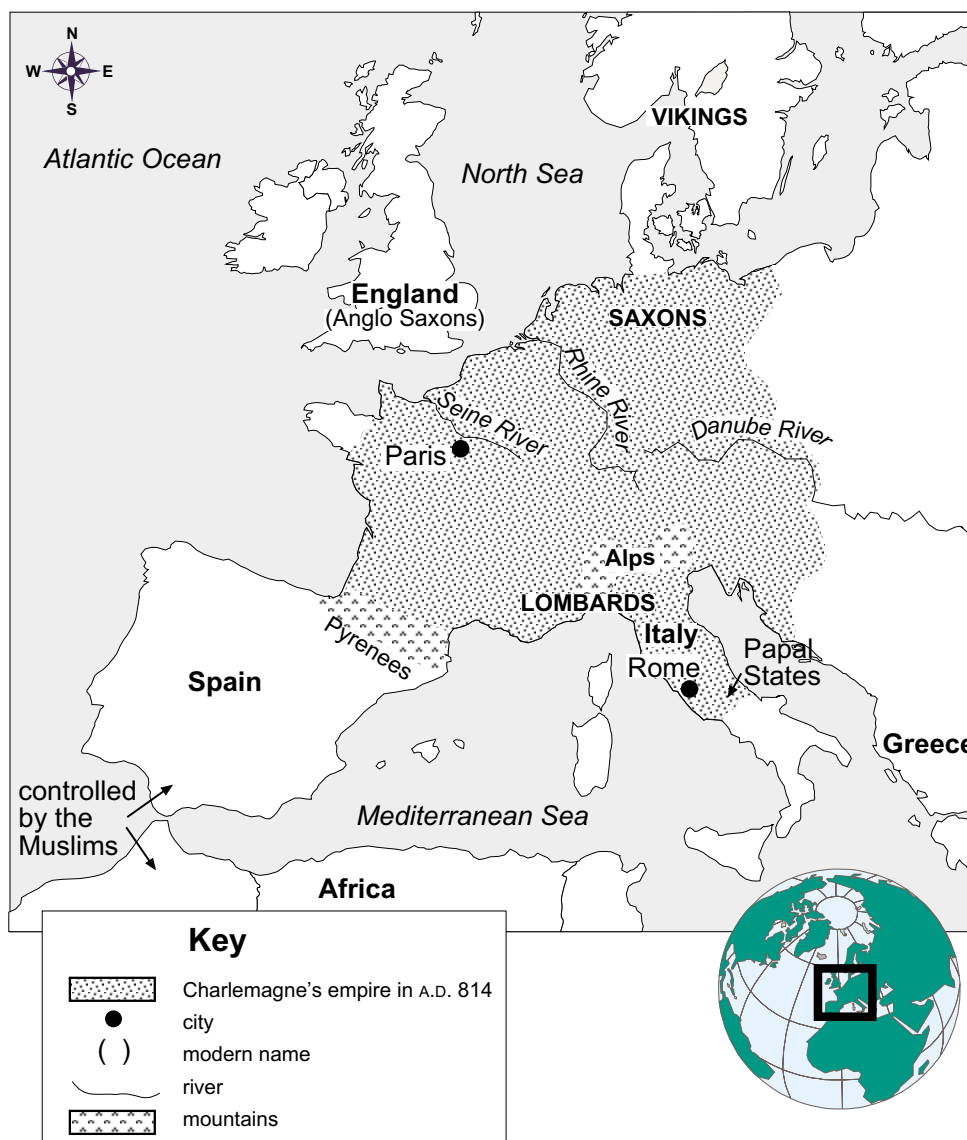 N
W E
S
Atlantic Ocean
North Sea
VIKINGS
England
(Anglo Saxons)
SAXONS
Rhine River
Seine River
Danube River
Paris
Alps
LOMBARDS
Pyrenees
Italy
Rome
Papal
States
Spain
Greece
controlled
by the
Muslims
Mediterranean Sea
Africa
Key
Charlemagne's empire in A.D. 814
city
( ) modern name
river
mountains